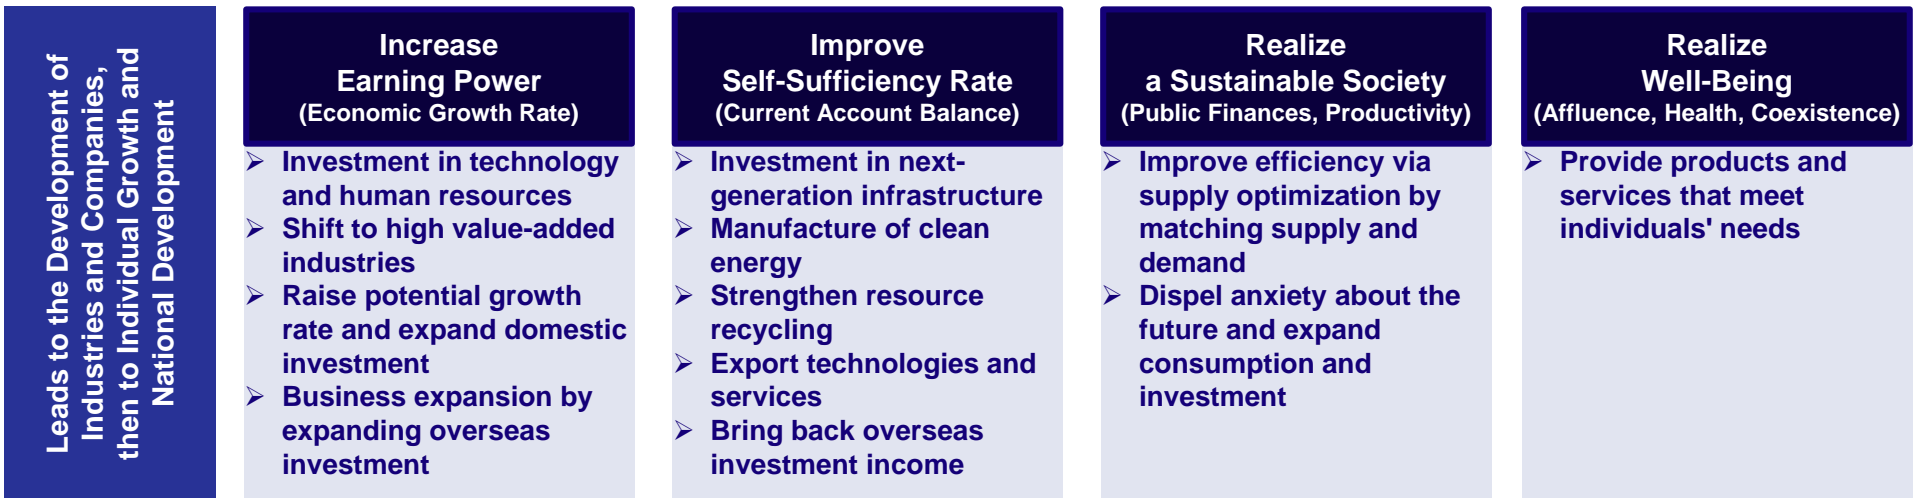 Leads to the Development of
Industries and Companies,
then to Individual Growth and
National Development
Increase
Earning Power
(Economic Growth Rate)
➢ Investment in technology
and human resources
➢ Shift to high value-added
industries
➢ Raise potential growth
rate and expand domestic
investment
➢ Business expansion by
expanding overseas
investment
Improve
Self-Sufficiency Rate
(Current Account Balance)
➢ Investment in next-
generation infrastructure
➢ Manufacture of clean
energy
➢ Strengthen resource
recycling
➢ Export technologies and
services
➢ Bring back overseas
investment income
Realize
a Sustainable Society
(Public Finances, Productivity)
➢ Improve efficiency via
supply optimization by
matching supply and
demand
➢ Dispel anxiety about the
future and expand
consumption and
investment
Realize
Well-Being
(Affluence, Health, Coexistence)
➢ Provide products and
services that meet
individuals' needs